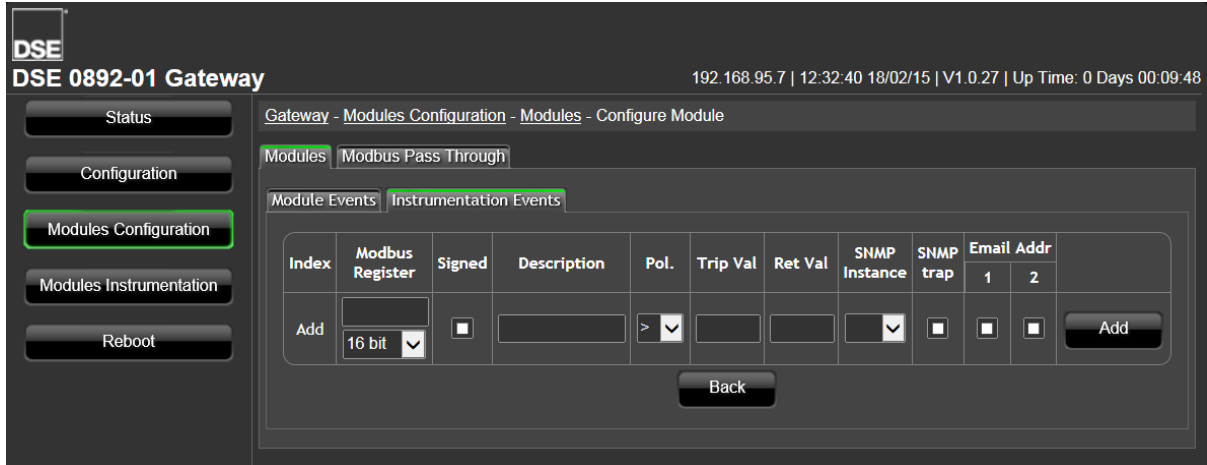 DSE
DSE 0892-01 Gateway
192.168.95.7 | 12:32:40 18/02/15 | V1.0.27 | Up Time: 0 Days 00:09:48
Status
Configuration
Modules Configuration
Modules Instrumentation
Reboot
Gateway - Modules Configuration - Modules - Configure Module
Modules Modbus Pass Through
Module Events Instrumentation Events
Index Modbus Register Signed Description Pol. Trip Val Ret Val SNMP Instance SNMP trap Email Addr 1 2
Add 16 bit > Add
Back